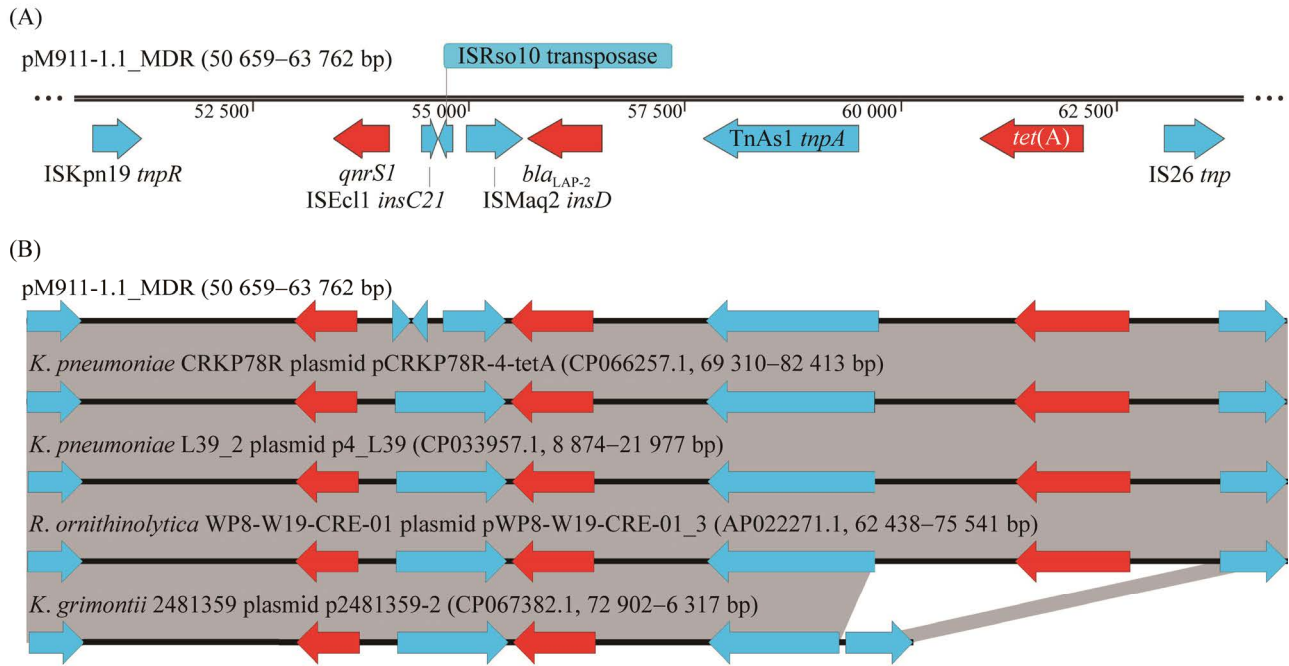 (A)
ISRso10 transposase
pM911-1.1_MDR (50 659–63 762 bp)
... ...
52 500 55 000 57 500 60 000 62 500
TnAs1 tnpA tet(A)
ISKpn19 tnpR qnrS1 bla LAP-2 IS26 tnp
ISEcl1 insC21 ISMaq2 insD
(B)
pM911-1.1_MDR (50 659–63 762 bp)
K. pneumoniae CRKP78R plasmid pCRKP78R-4-tetA (CP066257.1, 69 310–82 413 bp)
K. pneumoniae L39_2 plasmid p4_L39 (CP033957.1, 8 874–21 977 bp)
R. ornithinolytica WP8-W19-CRE-01 plasmid pWP8-W19-CRE-01_3 (AP022271.1, 62 438–75 541 bp)
K. grimontii 2481359 plasmid p2481359-2 (CP067382.1, 72 902–6 317 bp)